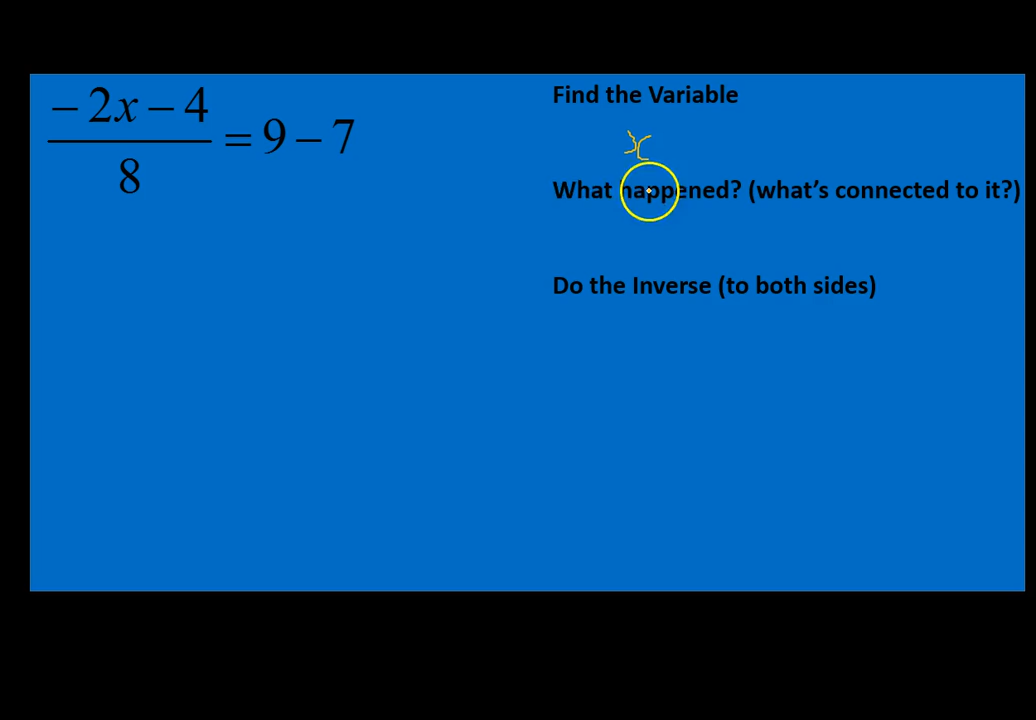 Find the Variable
x
What happened? (what's connected to it?)
Do the Inverse (to both sides)
− 2x − 4
8
= 9 − 7